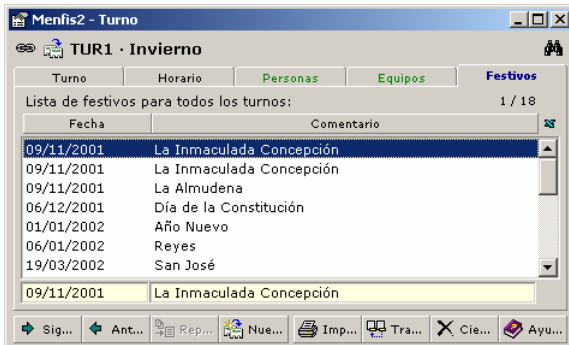 Menfis2 - Turno
TUR1 · Invierno
Turno Horario Personas Equipos Festivos
Lista de festivos para todos los turnos: 1 / 18
Fecha Comentario
09/11/2001 La Inmaculada Concepción
09/11/2001 La Inmaculada Concepción
09/11/2001 La Almudena
06/12/2001 Día de la Constitución
01/01/2002 Año Nuevo
06/01/2002 Reyes
19/03/2002 San José
09/11/2001 La Inmaculada Concepción
Sig... Ant... Rep... Nue... Imp... Tra... Cie... Ayu...